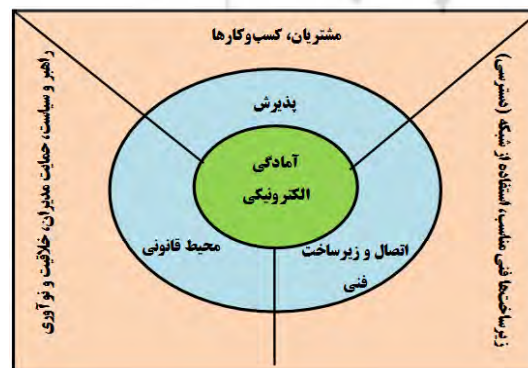 مشتریان، کسب‌وکارها
پذیرش
آمادگی
الکترونیکی
محیط قانونی
اتصال و زیرساخت
فنی
راهبر و سیاست، حمایت مدیران، خلاقیت و نوآوری
زیرساخت‌ها فنی مناسب، استفاده از شبکه (دسترسی)